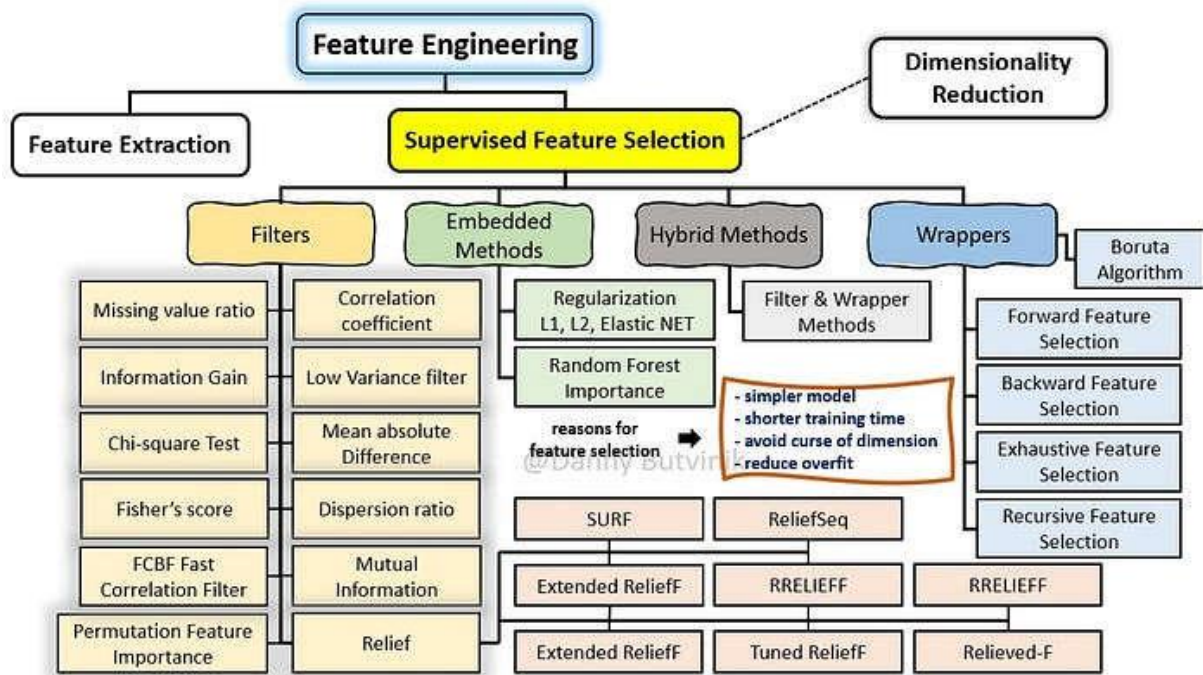 Feature Engineering
Dimensionality
Reduction
Feature Extraction
Supervised Feature Selection
Filters
Embedded
Methods
Hybrid Methods
Wrappers
Boruta
Algorithm
Missing value ratio
Correlation
coefficient
Regularization
L1, L2, Elastic NET
Filter & Wrapper
Methods
Forward Feature
Selection
Information Gain
Low Variance filter
Random Forest
Importance
Backward Feature
Selection
reasons for
feature selection
- simpler model
- shorter training time
- avoid curse of dimension
- reduce overfit
Chi-square Test
Mean absolute
Difference
@Danny Butvinik
Exhaustive Feature
Selection
Fisher's score
Dispersion ratio
SURF
ReliefSeq
Recursive Feature
Selection
FCBF Fast
Correlation Filter
Mutual
Information
Extended ReliefF
RRELIEFF
RRELIEFF
Permutation Feature
Importance
Relief
Extended ReliefF
Tuned ReliefF
Relieved-F